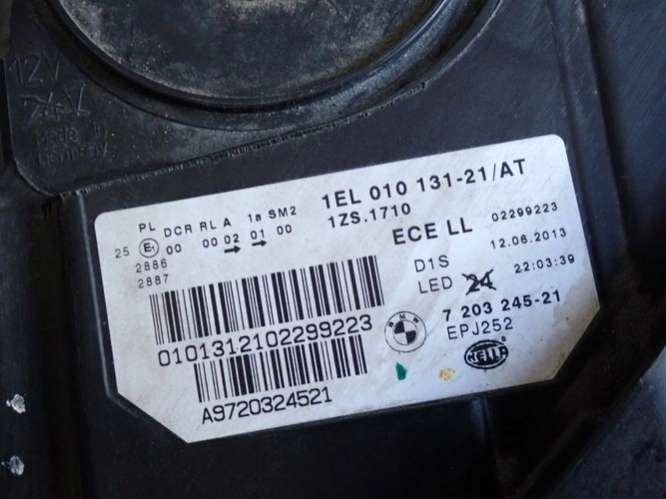 12V
24V
Made in
Germany
1EL 010 131-21/AT
1ZS.1710
PL DCR RL A 1a SM2
25 E1 00 00 02 01 00
2886
2887
ECE LL
02299223
12.06.2013
22:03:39
D1S
LED 24
0101312102299223
BMW
7 203 245-21
EPJ252
HELLA
A9720324521